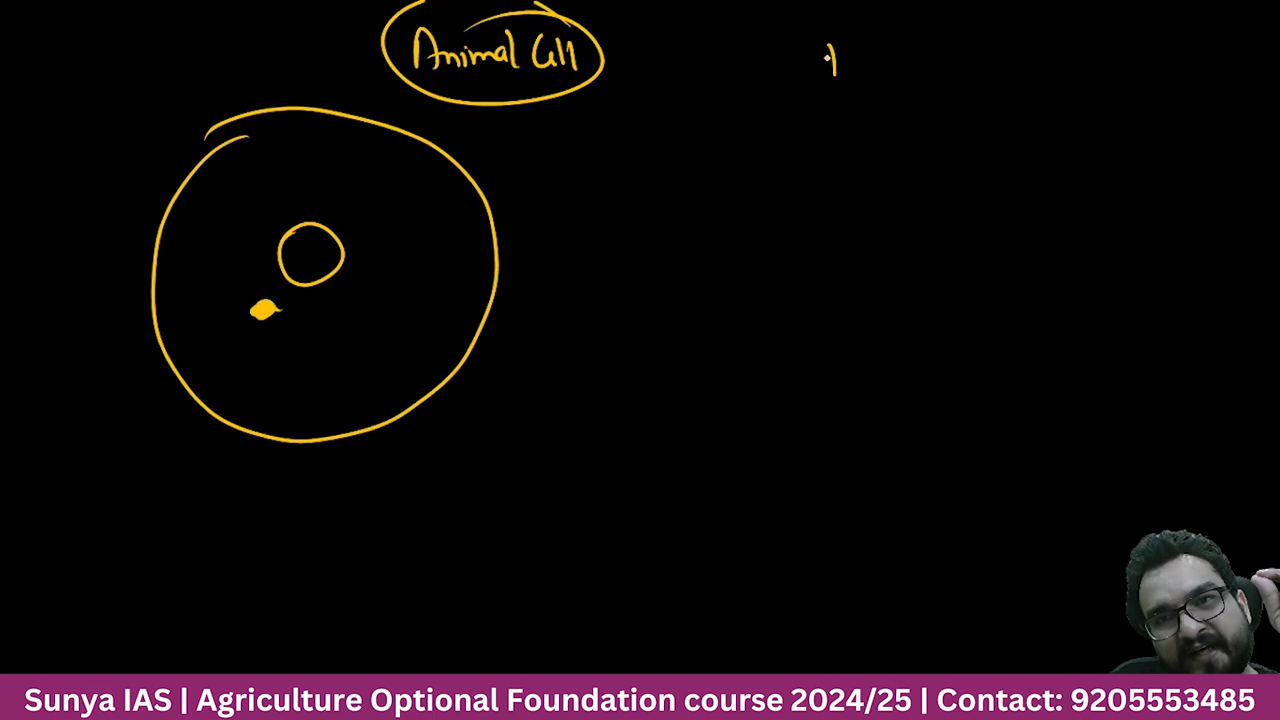 Animal Cell
Sunya IAS | Agriculture Optional Foundation course 2024/25 | Contact: 9205553485